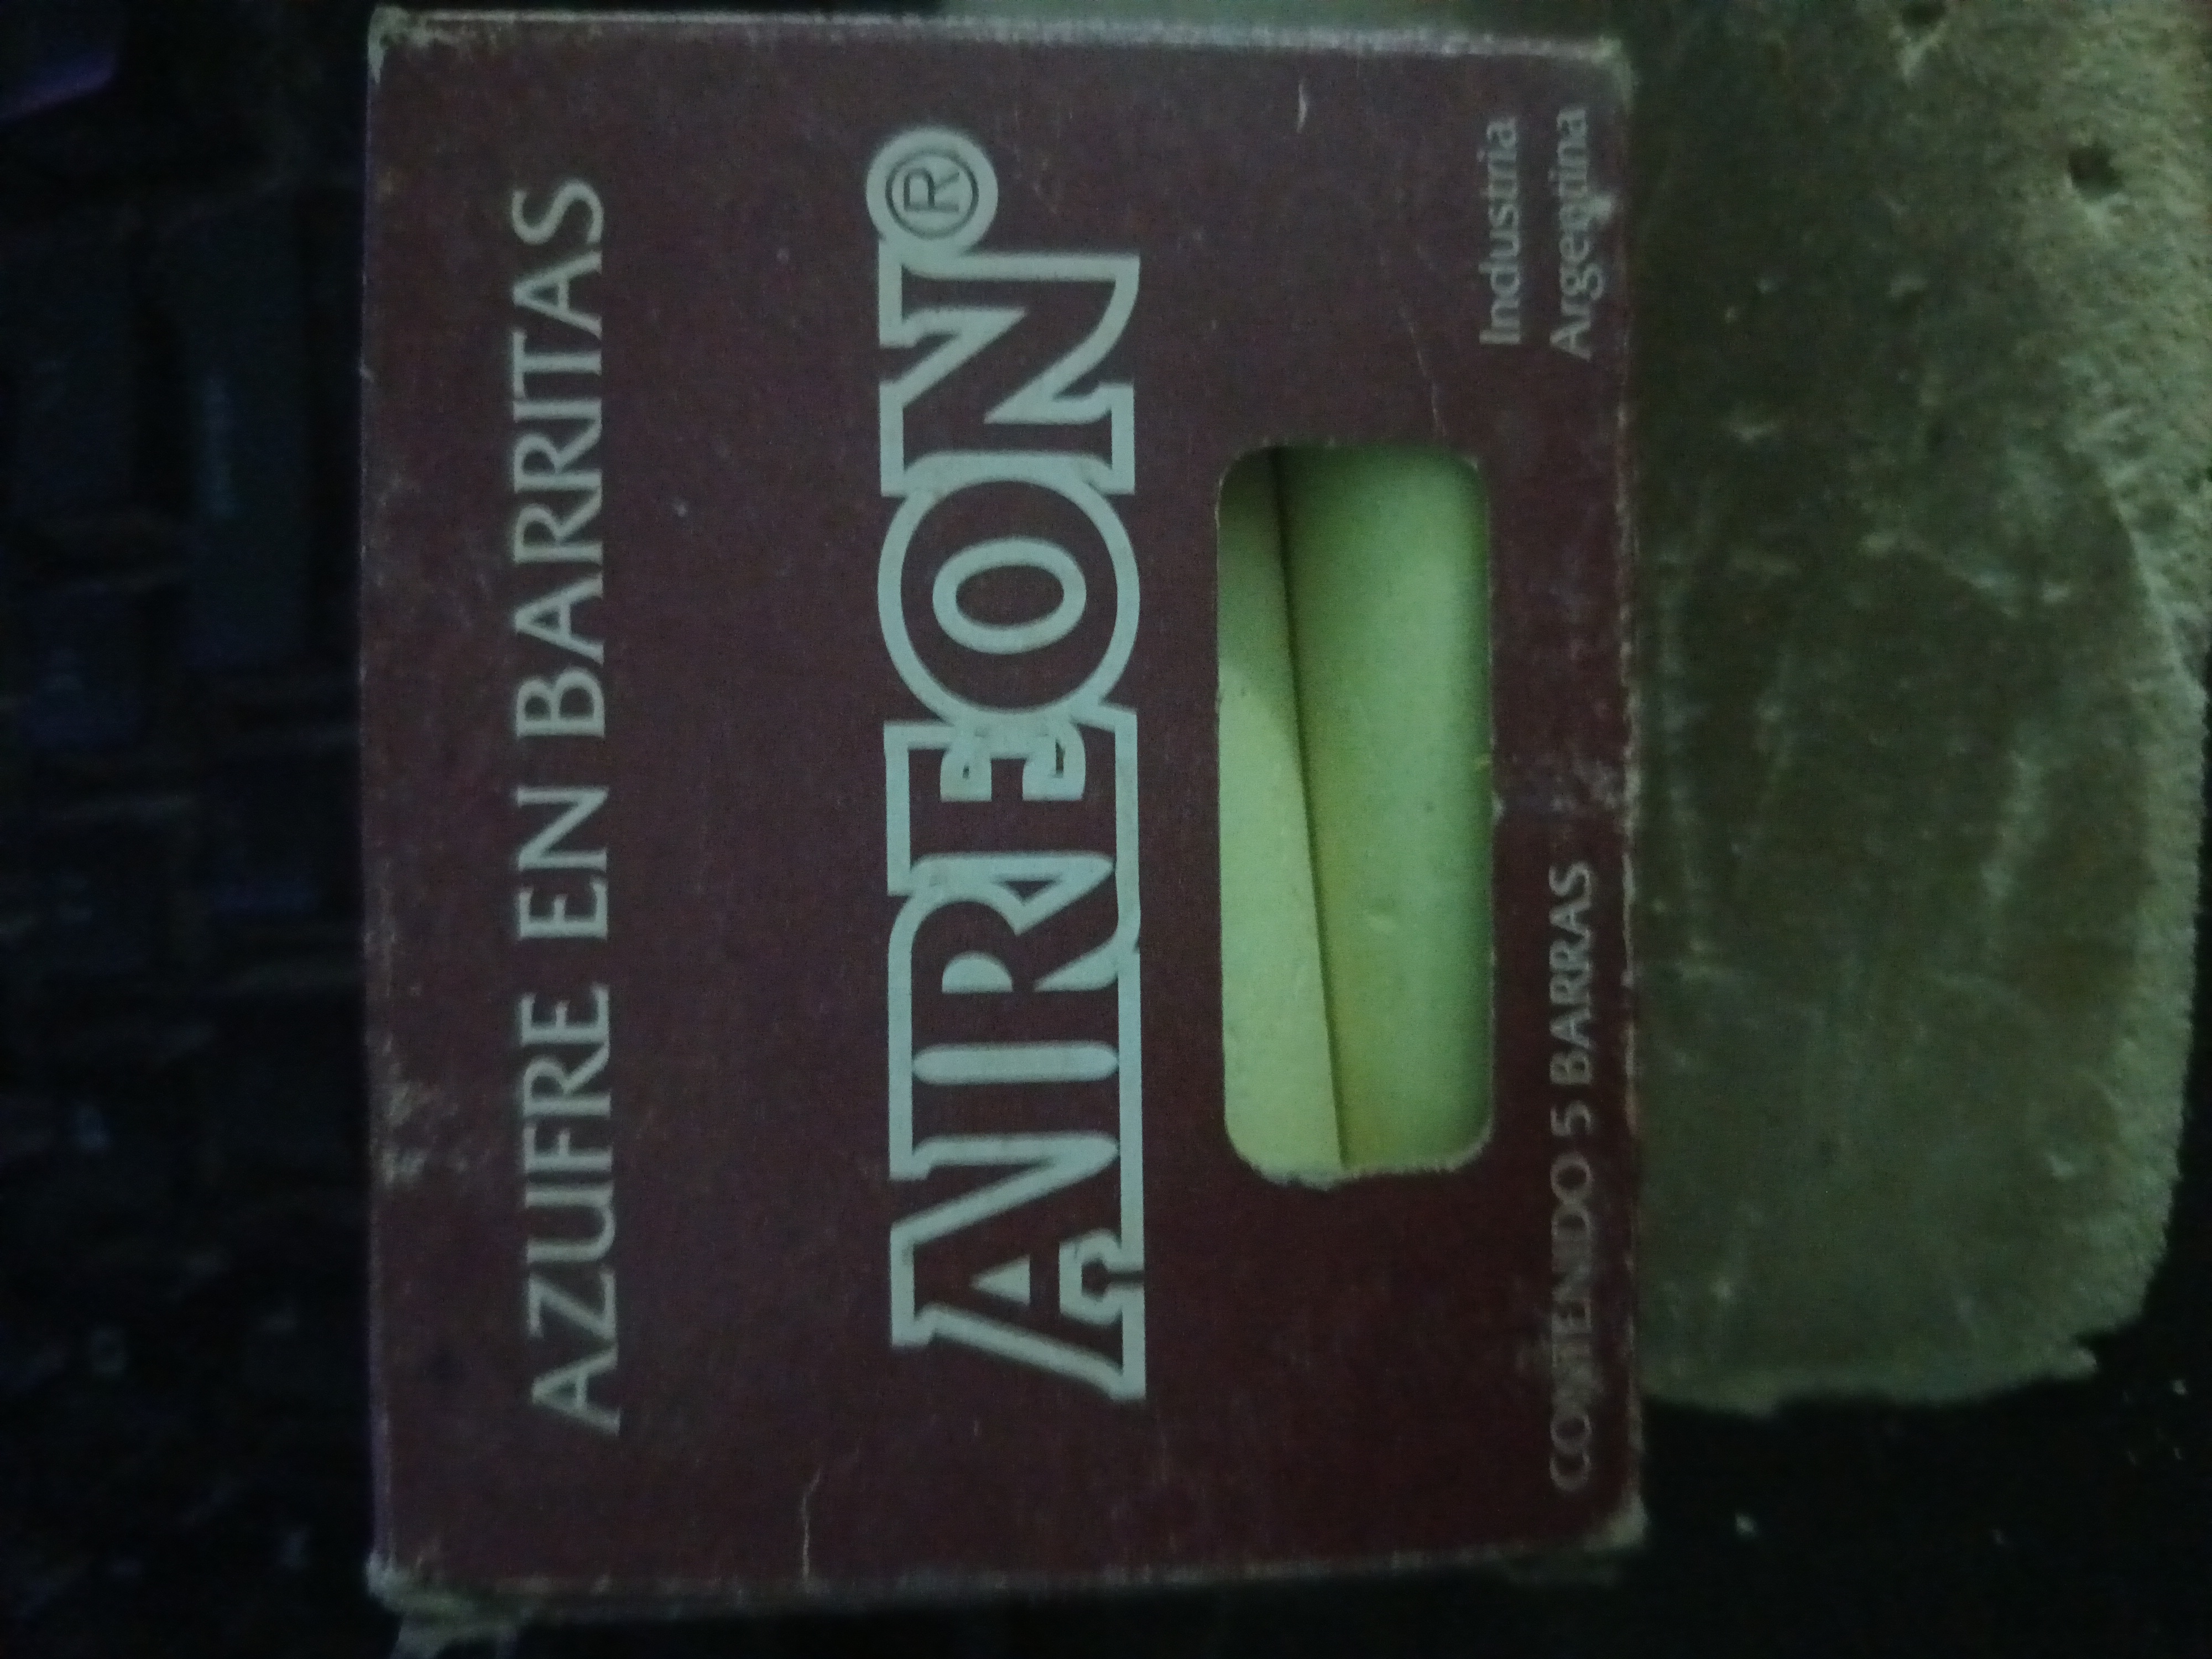 AZUFRE EN BARRITAS
AIREON®
CONTENIDO 5 BARRAS
Industria
Argentina